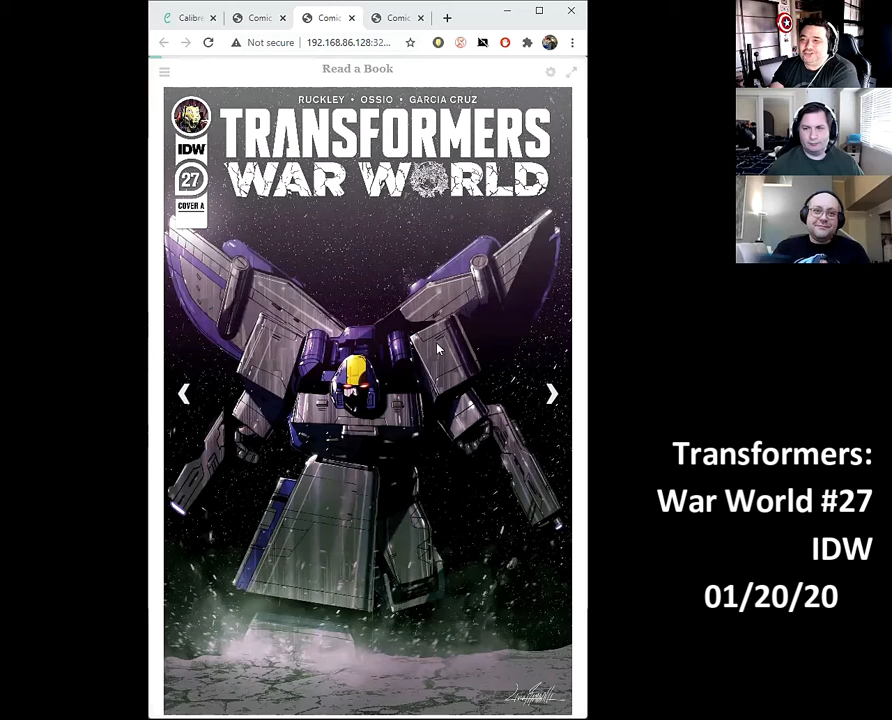 Calibre
Comic
Comic
Comic
Not secure
192.168.86.128:32...
Read a Book
RUCKLEY • OSSIO • GARCIA CRUZ
TRANSFORMERS
WAR WORLD
IDW
27
COVER A
Transformers:
War World #27
IDW
01/20/20